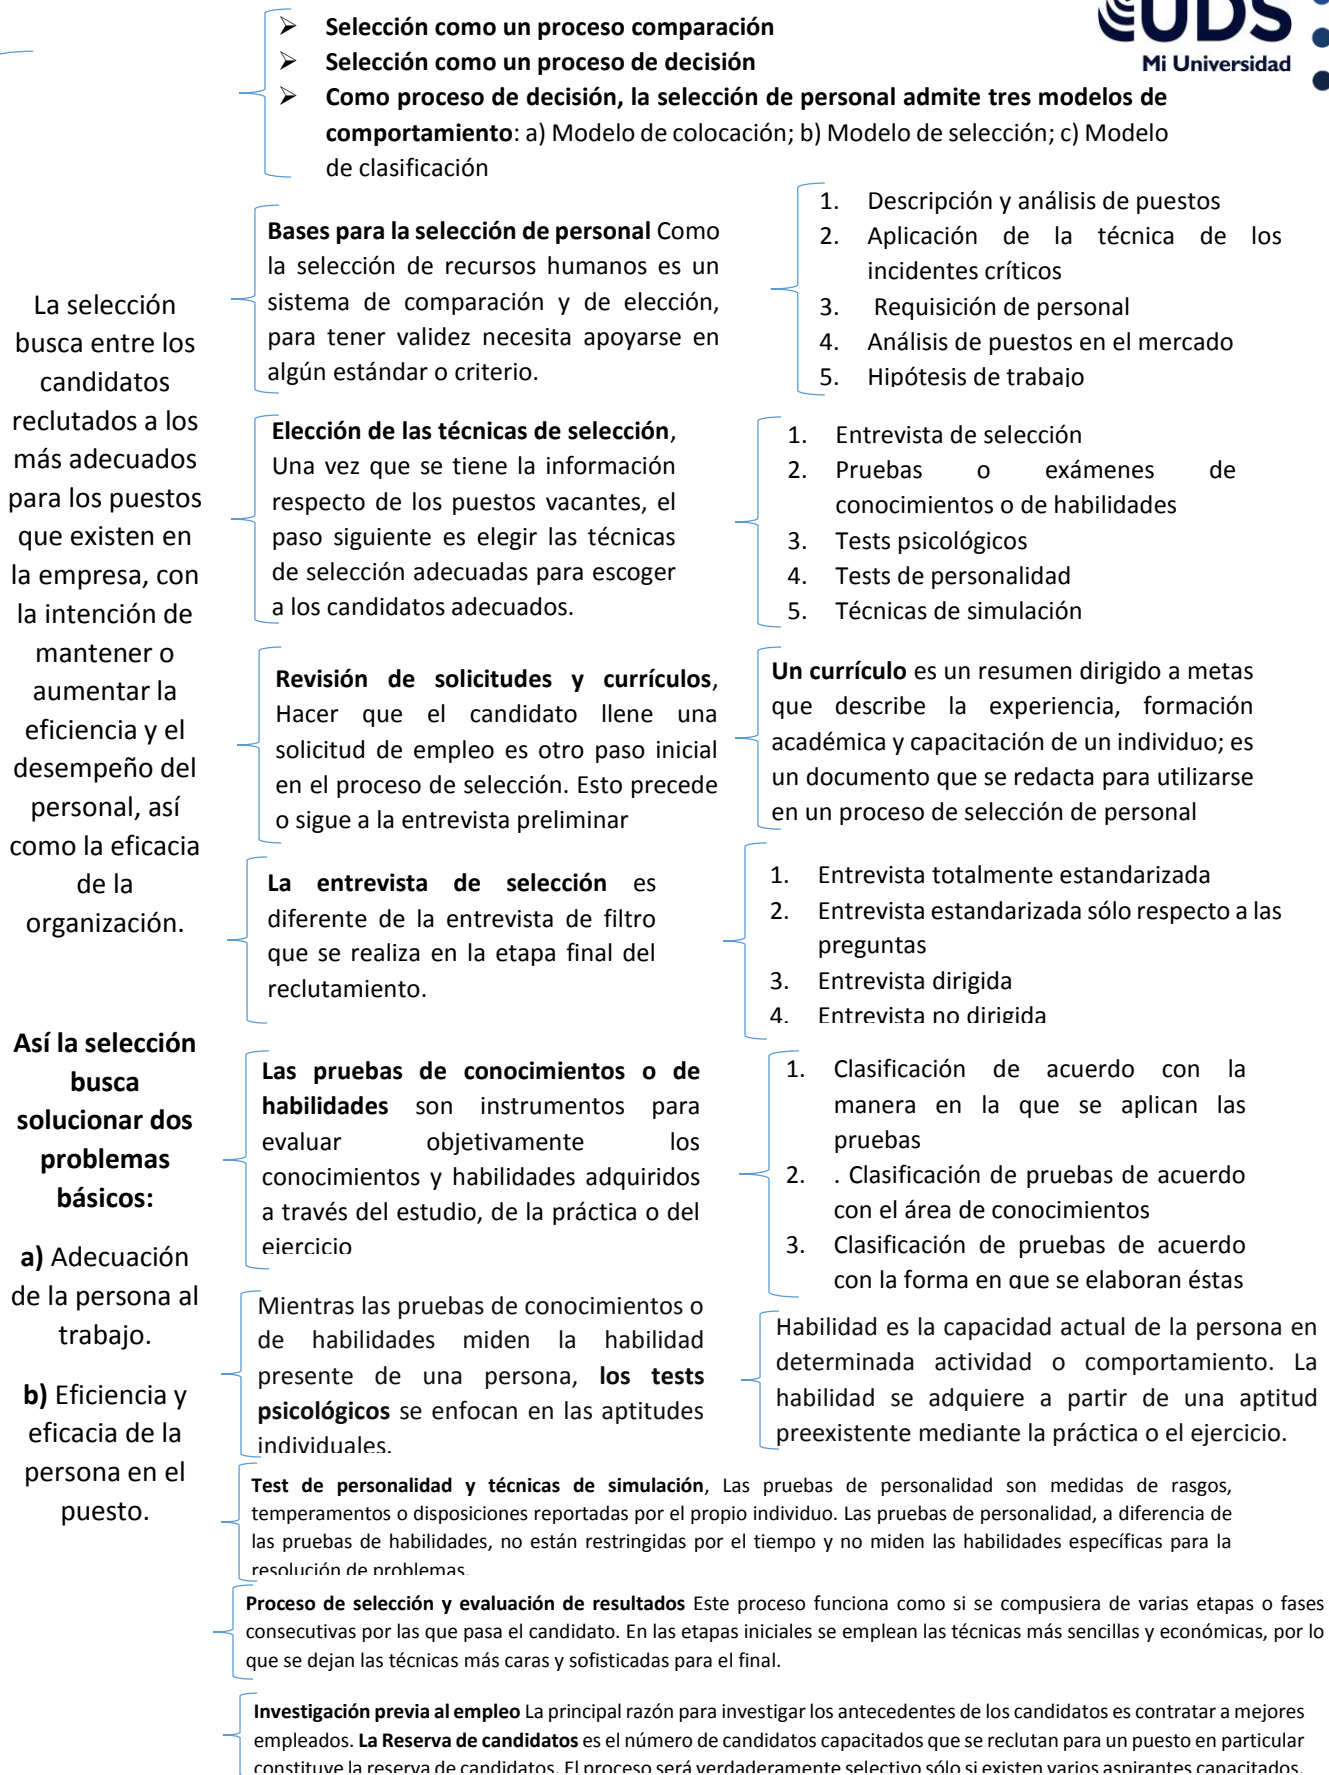 UDS
Mi Universidad
➢ Selección como un proceso comparación
➢ Selección como un proceso de decisión
➢ Como proceso de decisión, la selección de personal admite tres modelos de
comportamiento: a) Modelo de colocación; b) Modelo de selección; c) Modelo
de clasificación
La selección
busca entre los
candidatos
reclutados a los
más adecuados
para los puestos
que existen en
la empresa, con
la intención de
mantener o
aumentar la
eficiencia y el
desempeño del
personal, así
como la eficacia
de la
organización.
Así la selección
busca
solucionar dos
problemas
básicos:
a) Adecuación
de la persona al
trabajo.
b) Eficiencia y
eficacia de la
persona en el
puesto.
Bases para la selección de personal Como
la selección de recursos humanos es un
sistema de comparación y de elección,
para tener validez necesita apoyarse en
algún estándar o criterio.
1. Descripción y análisis de puestos
2. Aplicación de la técnica de los
incidentes críticos
3. Requisición de personal
4. Análisis de puestos en el mercado
5. Hipótesis de trabajo
Elección de las técnicas de selección,
Una vez que se tiene la información
respecto de los puestos vacantes, el
paso siguiente es elegir las técnicas
de selección adecuadas para escoger
a los candidatos adecuados.
1. Entrevista de selección
2. Pruebas o exámenes de
conocimientos o de habilidades
3. Tests psicológicos
4. Tests de personalidad
5. Técnicas de simulación
Revisión de solicitudes y currículos,
Hacer que el candidato llene una
solicitud de empleo es otro paso inicial
en el proceso de selección. Esto precede
o sigue a la entrevista preliminar
Un currículo es un resumen dirigido a metas
que describe la experiencia, formación
académica y capacitación de un individuo; es
un documento que se redacta para utilizarse
en un proceso de selección de personal
La entrevista de selección es
diferente de la entrevista de filtro
que se realiza en la etapa final del
reclutamiento.
1. Entrevista totalmente estandarizada
2. Entrevista estandarizada sólo respecto a las
preguntas
3. Entrevista dirigida
4. Entrevista no dirigida
Las pruebas de conocimientos o de
habilidades son instrumentos para
evaluar objetivamente los
conocimientos y habilidades adquiridos
a través del estudio, de la práctica o del
ejercicio
1. Clasificación de acuerdo con la
manera en la que se aplican las
pruebas
2. . Clasificación de pruebas de acuerdo
con el área de conocimientos
3. Clasificación de pruebas de acuerdo
con la forma en que se elaboran éstas
Mientras las pruebas de conocimientos o
de habilidades miden la habilidad
presente de una persona, los tests
psicológicos se enfocan en las aptitudes
individuales.
Habilidad es la capacidad actual de la persona en
determinada actividad o comportamiento. La
habilidad se adquiere a partir de una aptitud
preexistente mediante la práctica o el ejercicio.
Test de personalidad y técnicas de simulación, Las pruebas de personalidad son medidas de rasgos,
temperamentos o disposiciones reportadas por el propio individuo. Las pruebas de personalidad, a diferencia de
las pruebas de habilidades, no están restringidas por el tiempo y no miden las habilidades específicas para la
resolución de problemas.
Proceso de selección y evaluación de resultados Este proceso funciona como si se compusiera de varias etapas o fases
consecutivas por las que pasa el candidato. En las etapas iniciales se emplean las técnicas más sencillas y económicas, por lo
que se dejan las técnicas más caras y sofisticadas para el final.
Investigación previa al empleo La principal razón para investigar los antecedentes de los candidatos es contratar a mejores
empleados. La Reserva de candidatos es el número de candidatos capacitados que se reclutan para un puesto en particular
constituye la reserva de candidatos. El proceso será verdaderamente selectivo sólo si existen varios aspirantes capacitados.